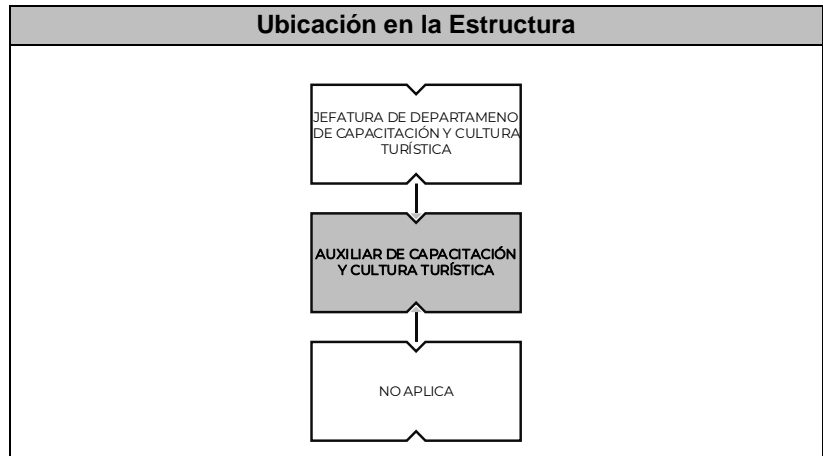 Ubicación en la Estructura
JEFATURA DE DEPARTAMENO
DE CAPACITACIÓN Y CULTURA
TURÍSTICA
AUXILIAR DE CAPACITACIÓN
Y CULTURA TURÍSTICA
NO APLICA